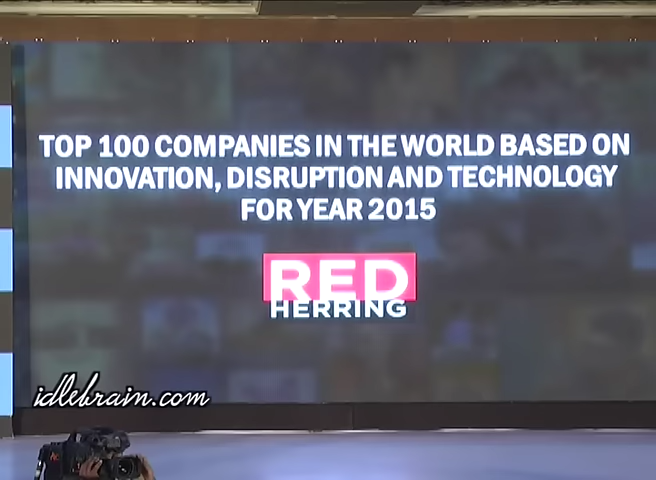 TOP 100 COMPANIES IN THE WORLD BASED ON
INNOVATION, DISRUPTION AND TECHNOLOGY
FOR YEAR 2015
RED
HERRING
idlebrain.com